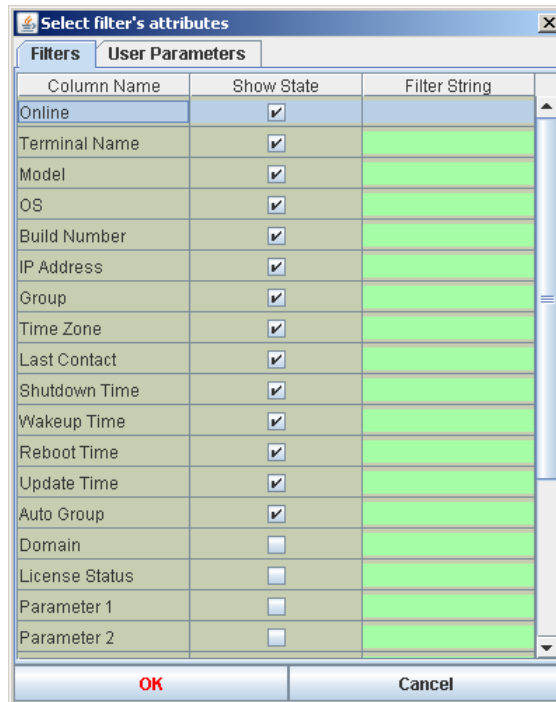 Select filter's attributes
Filters User Parameters
Column Name Show State Filter String
Online
Terminal Name
Model
OS
Build Number
IP Address
Group
Time Zone
Last Contact
Shutdown Time
Wakeup Time
Reboot Time
Update Time
Auto Group
Domain
License Status
Parameter 1
Parameter 2
OK Cancel